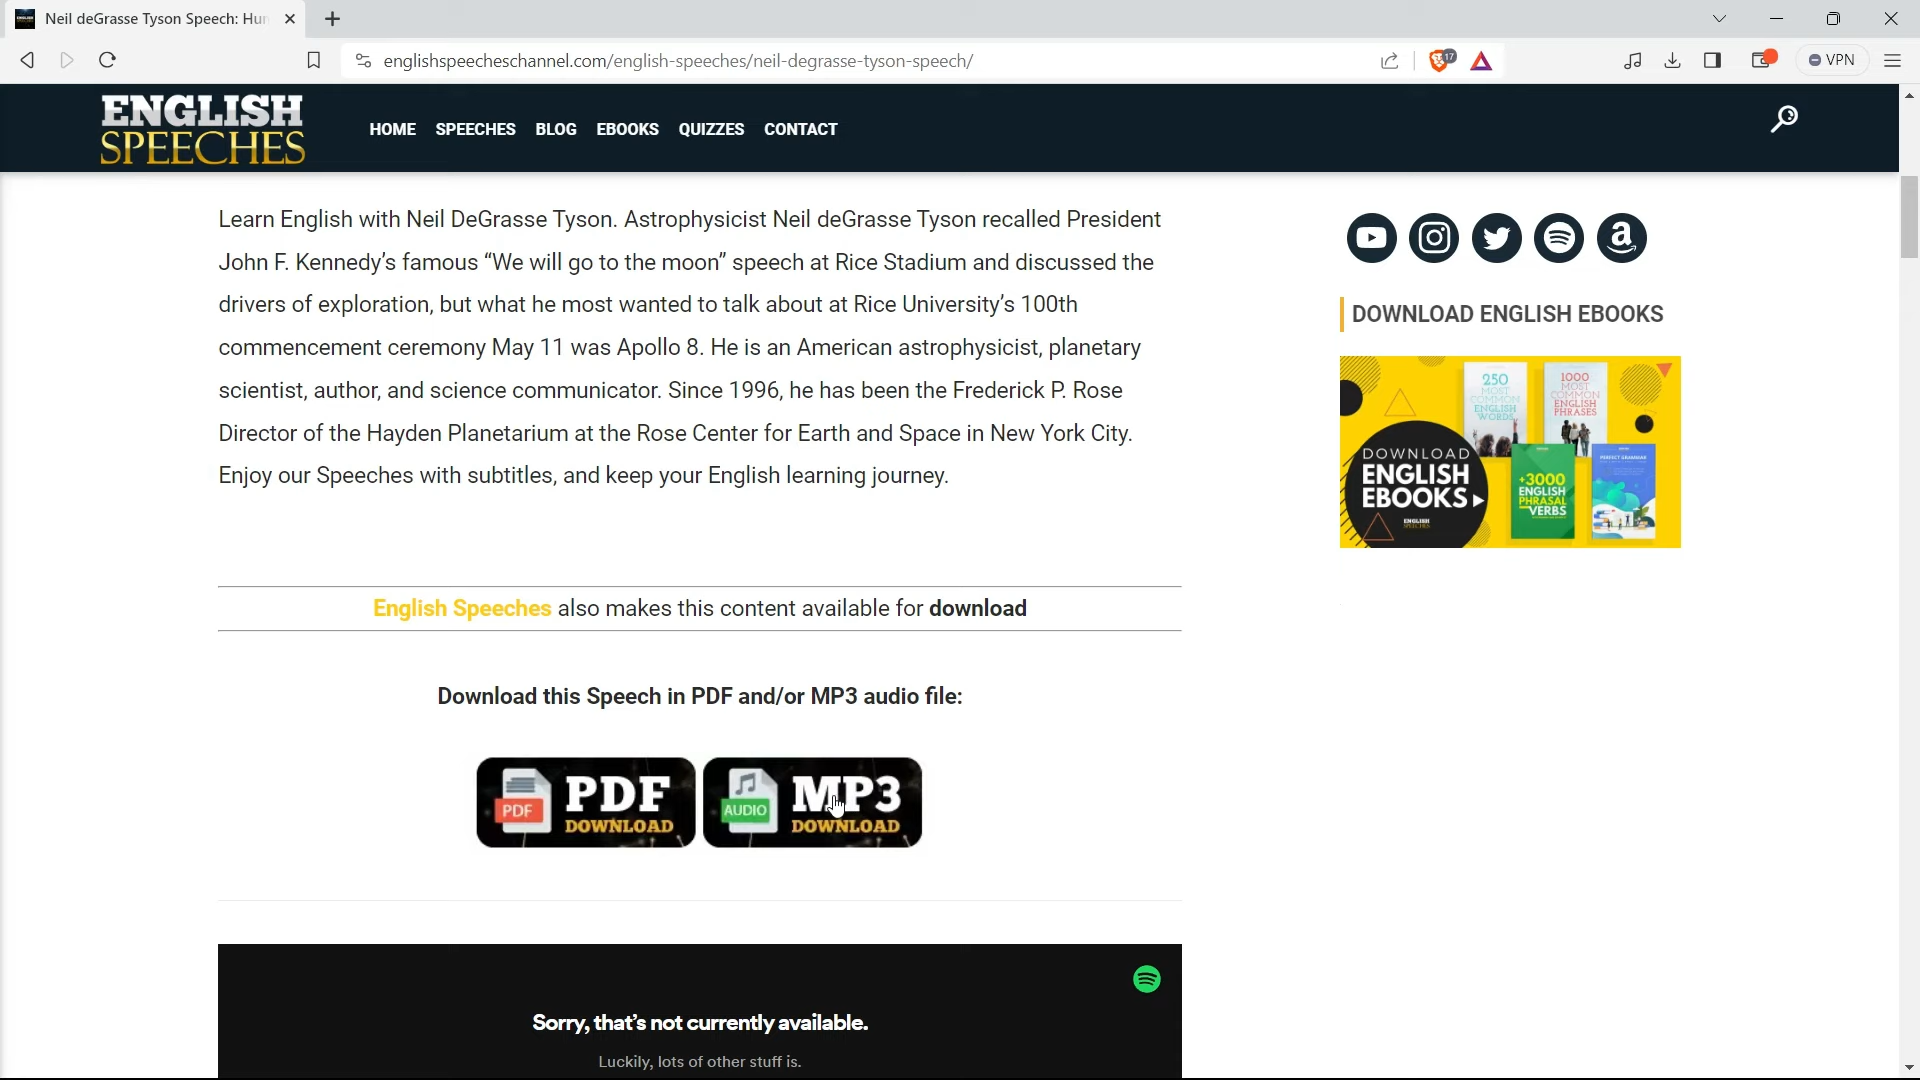 Neil deGrasse Tyson Speech: Hu
englishspeecheschannel.com/english-speeches/neil-degrasse-tyson-speech/
17
VPN
ENGLISH
SPEECHES
HOME SPEECHES BLOG EBOOKS QUIZZES CONTACT
Learn English with Neil DeGrasse Tyson. Astrophysicist Neil deGrasse Tyson recalled President
John F. Kennedy’s famous “We will go to the moon” speech at Rice Stadium and discussed the
drivers of exploration, but what he most wanted to talk about at Rice University’s 100th
commencement ceremony May 11 was Apollo 8. He is an American astrophysicist, planetary
scientist, author, and science communicator. Since 1996, he has been the Frederick P. Rose
Director of the Hayden Planetarium at the Rose Center for Earth and Space in New York City.
Enjoy our Speeches with subtitles, and keep your English learning journey.
English Speeches also makes this content available for download
Download this Speech in PDF and/or MP3 audio file:
PDF
PDF
DOWNLOAD
AUDIO
MP3
DOWNLOAD
Sorry, that’s not currently available.
Luckily, lots of other stuff is.
DOWNLOAD ENGLISH EBOOKS
250
MOST
COMMON
ENGLISH
WORDS
1000
MOST
COMMON
ENGLISH
PHRASES
DOWNLOAD
ENGLISH
EBOOKS
ENGLISH
SPEECHES
+3000
ENGLISH
PHRASAL
VERBS
PERFECT GRAMMAR